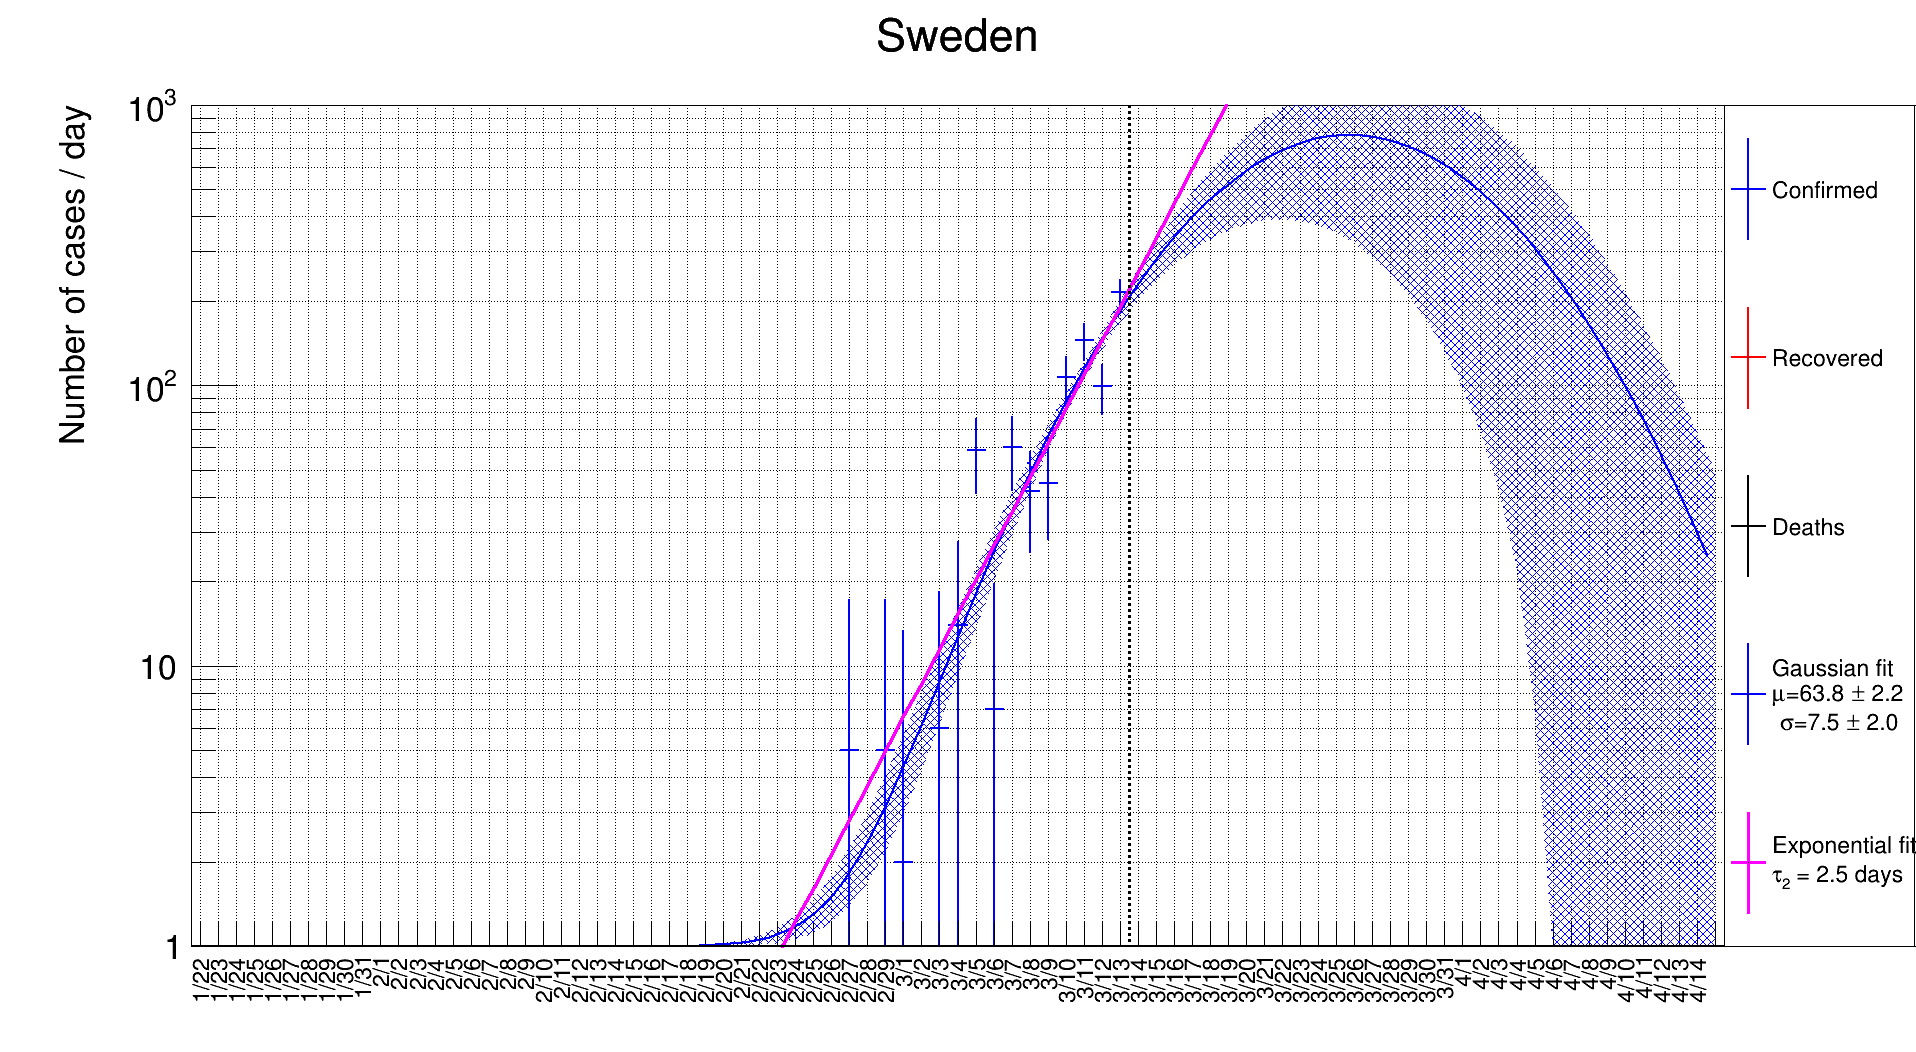 Sweden
Number of cases / day
10³
10²
10
1
1/22 1/23 1/24 1/25 1/26 1/27 1/28 1/29 1/30 1/31 2/1 2/2 2/3 2/4 2/5 2/6 2/7 2/8 2/9 2/10 2/11 2/12 2/13 2/14 2/15 2/16 2/17 2/18 2/19 2/20 2/21 2/22 2/23 2/24 2/25 2/26 2/27 2/28 2/29 3/1 3/2 3/3 3/4 3/5 3/6 3/7 3/8 3/9 3/10 3/11 3/12 3/13 3/14 3/15 3/16 3/17 3/18 3/19 3/20 3/21 3/22 3/23 3/24 3/25 3/26 3/27 3/28 3/29 3/30 3/31 4/1 4/2 4/3 4/4 4/5 4/6 4/7 4/8 4/9 4/10 4/11 4/12 4/13 4/14
Confirmed
Recovered
Deaths
Gaussian fit
μ=63.8 ± 2.2
σ=7.5 ± 2.0
Exponential fit
τ₂ = 2.5 days